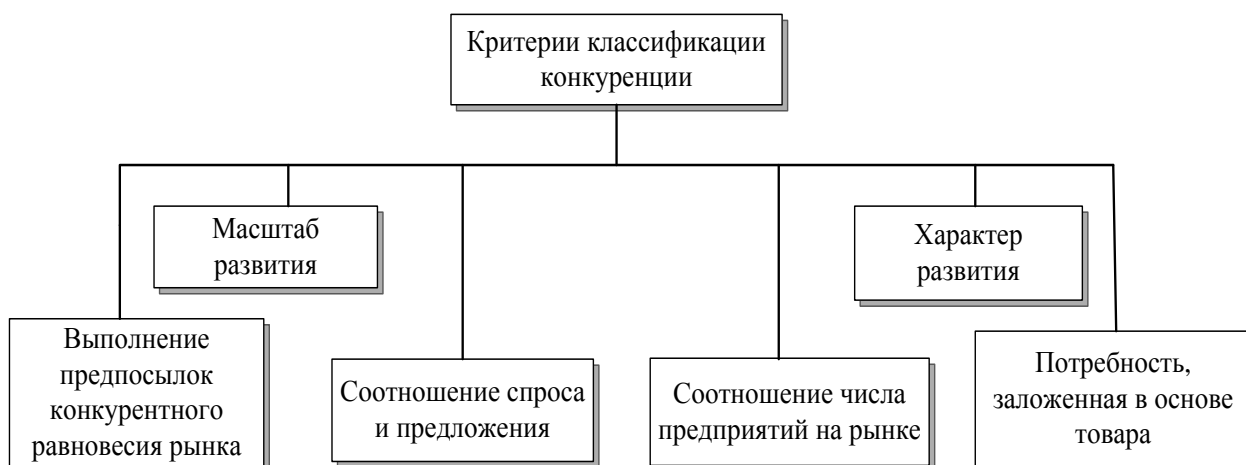 Критерии классификации
конкуренции
Масштаб
развития
Характер
развития
Выполнение
предпосылок
конкурентного
равновесия рынка
Соотношение спроса
и предложения
Соотношение числа
предприятий на рынке
Потребность,
заложенная в основе
товара